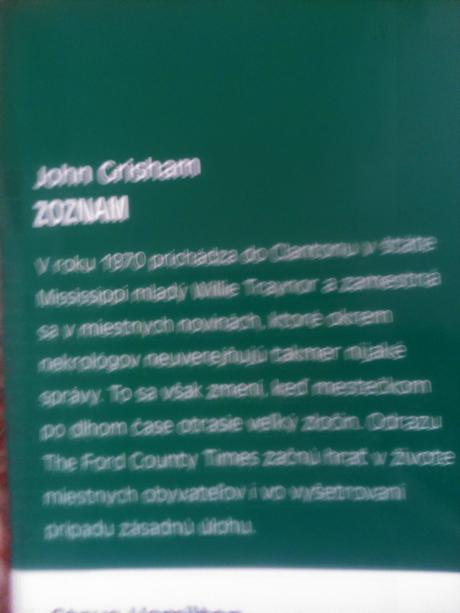 John Grisham
ZOZNAM
V roku 1970 prichádza do Clantonu v štáte
Mississippi mladý Willie Traynor a zamestná
sa v miestnych novinách, ktoré okrem
nekrológov neuverejňujú takmer nijaké
správy. To sa však zmení, keď mestečkom
po dlhom čase otrasie veľký zločin. Odrazu
The Ford County Times začnú hrať v živote
miestnych obyvateľov i vo vyšetrovaní
prípadu zásadnú úlohu.
Steve Hamilton